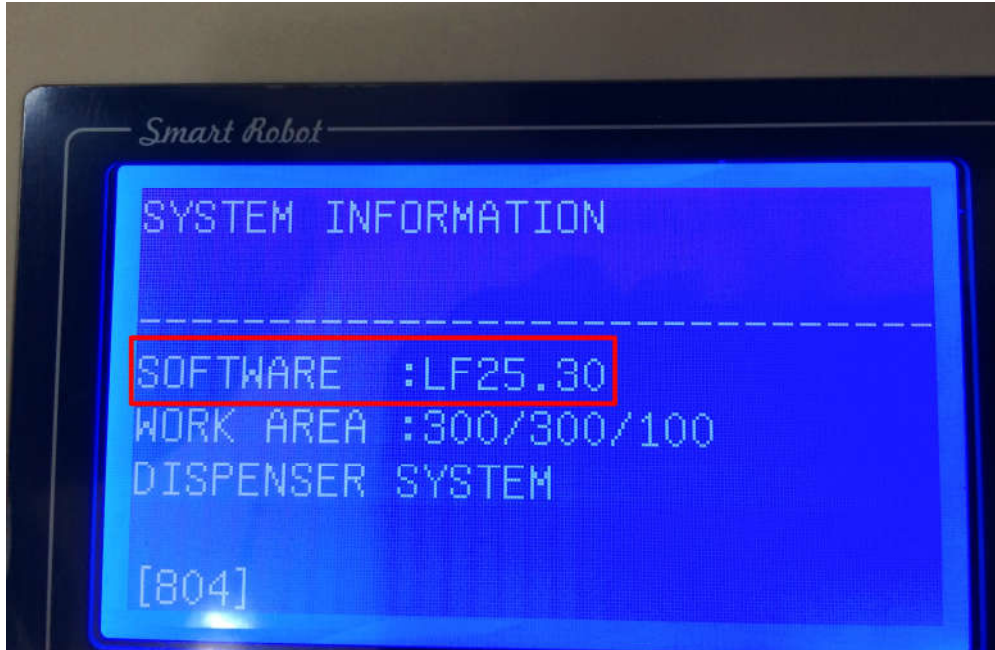 Smart Robot
SYSTEM INFORMATION
--------------------------------
SOFTWARE :LF25.30
WORK AREA :300/300/100
DISPENSER SYSTEM
[804]